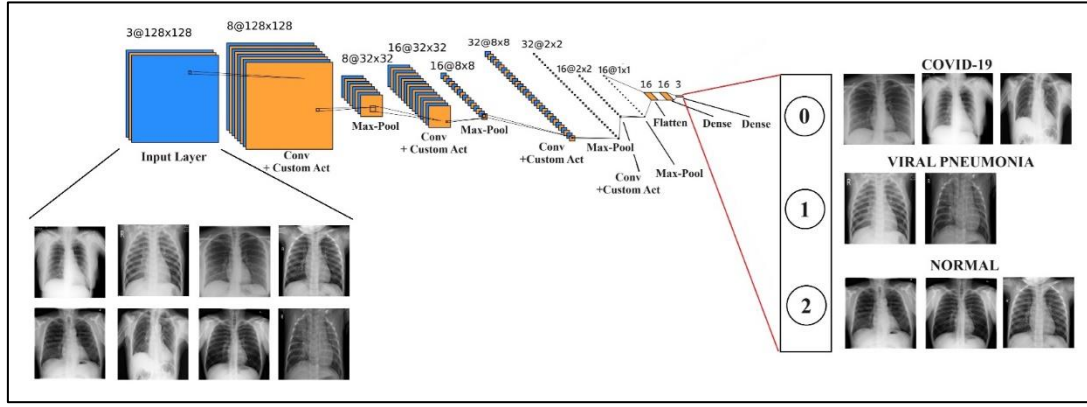 3@128x128
8@128x128
8@32x32
16@32x32
16@8x8
32@8x8
32@2x2
16@2x2
16@1x1
16 16 3
Input Layer
Conv
+ Custom Act
Max-Pool
Conv
+ Custom Act
Max-Pool
Conv
+Custom Act
Max-Pool
Conv
+Custom Act
Max-Pool
Flatten
Dense
Dense
0
1
2
COVID-19
VIRAL PNEUMONIA
NORMAL
R